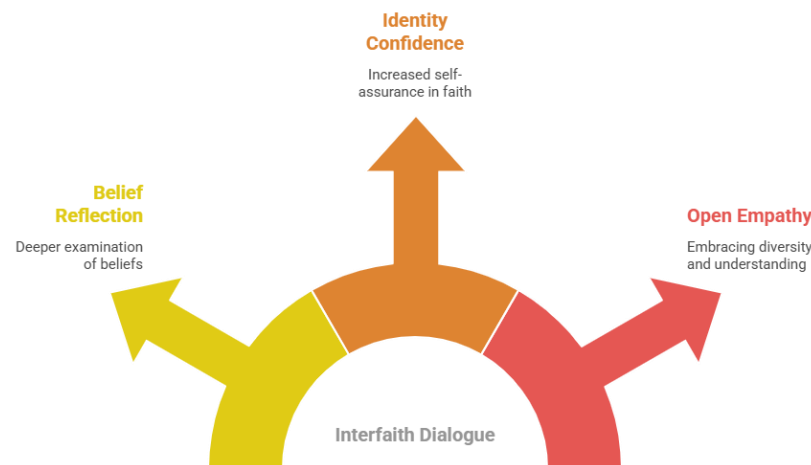 Identity
Confidence
Increased self-
assurance in faith
Belief
Reflection
Deeper examination
of beliefs
Open Empathy
Embracing diversity
and understanding
Interfaith Dialogue